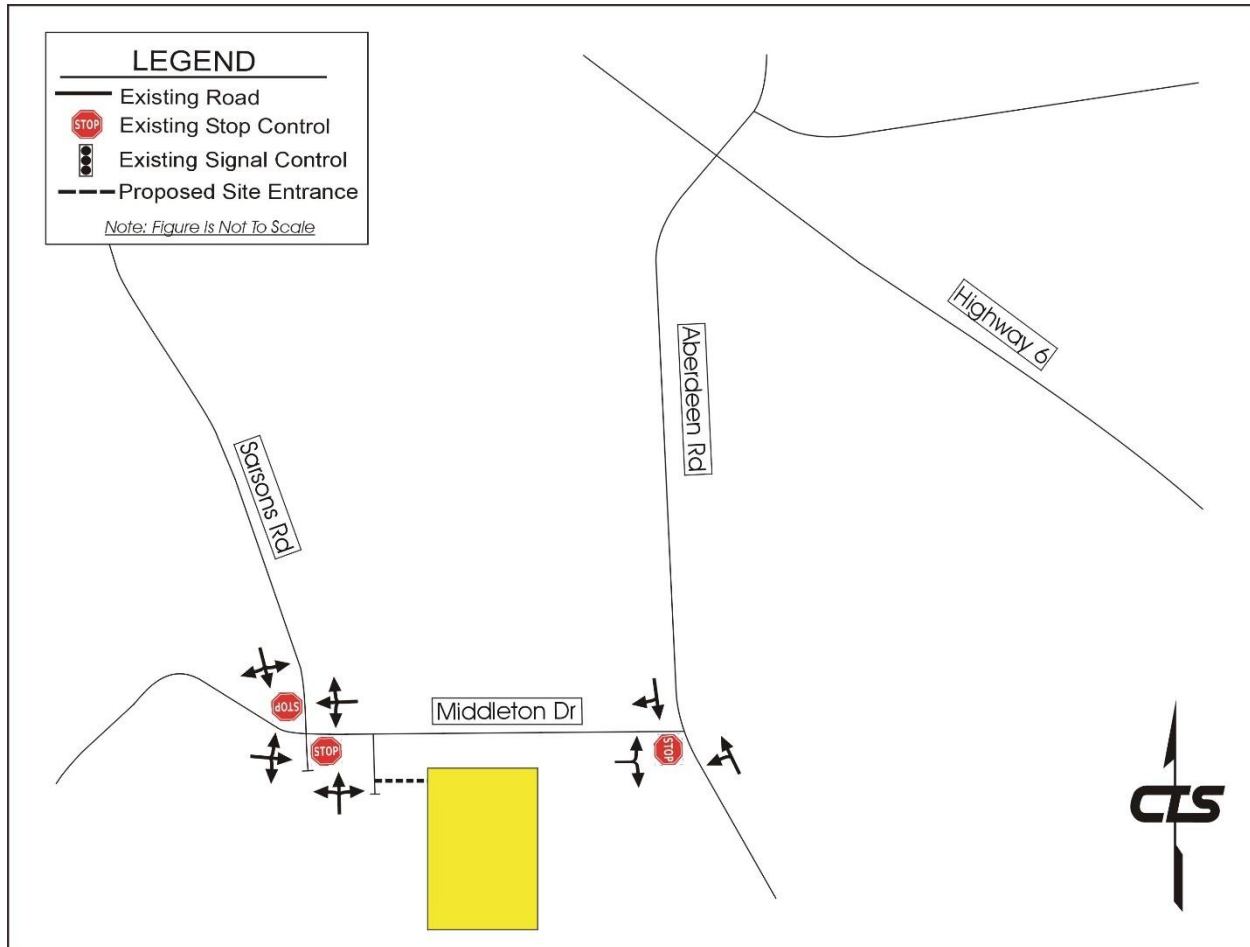 LEGEND
Existing Road
STOP
Existing Stop Control
Existing Signal Control
Proposed Site Entrance
Note: Figure Is Not To Scale
Highway 6
Aberdeen Rd
Sarsons Rd
STOP
Middleton Dr
STOP
STOP
CTS